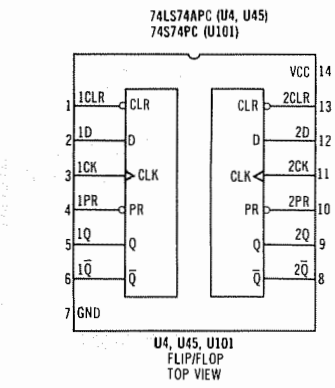 74LS74APC (U4, U45)
74S74PC (U101)
VCC 14
1 1CLR CLR CLR 2CLR 13
2 1D D D 2D 12
3 1CK CLK CLK 2CK 11
4 1PR PR PR 2PR 10
5 1Q Q Q 2Q 9
6 1Q̅ Q̅ Q̅ 2Q̅ 8
7 GND
U4, U45, U101
FLIP/FLOP
TOP VIEW